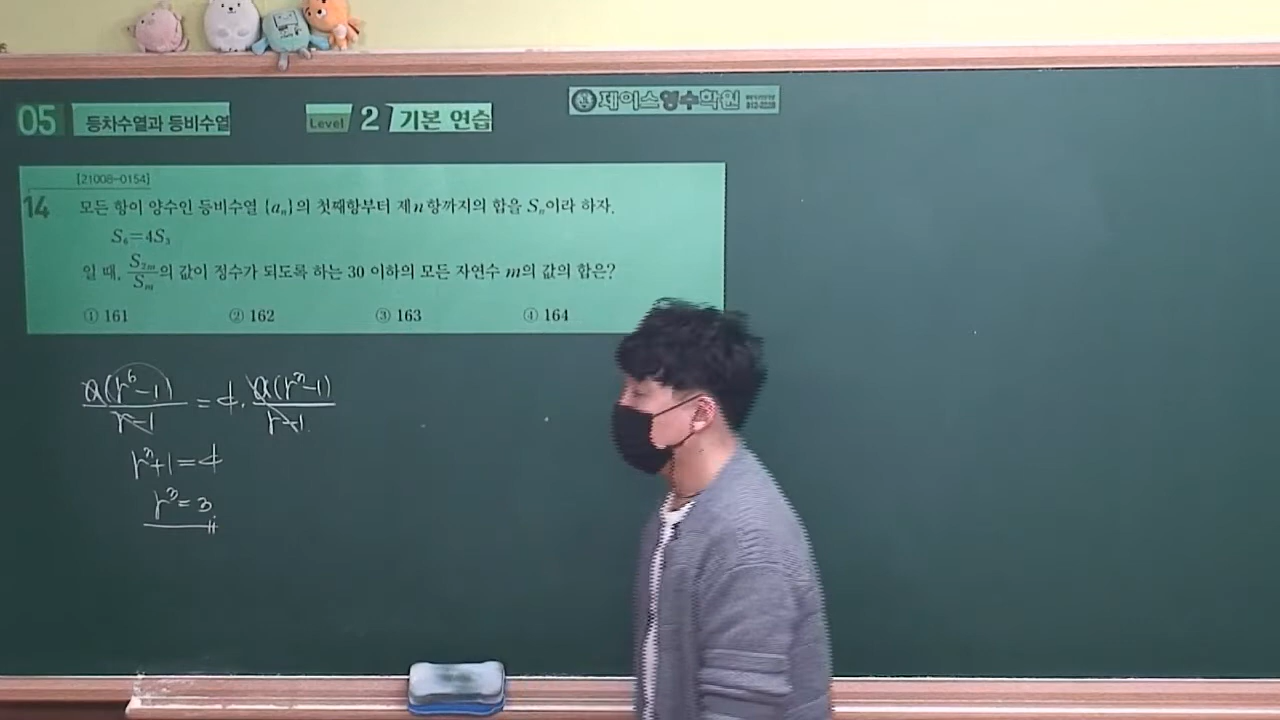 05 등차수열과 등비수열 Level 2 기본 연습 제이스영수학원
[21008-0154]
14 모든 항이 양수인 등비수열 {aₙ}의 첫째항부터 제n항까지의 합을 Sₙ이라 하자.
S₆=4S₃
일 때, S₂ₘ/Sₘ의 값이 정수가 되도록 하는 30 이하의 모든 자연수 m의 값의 합은?
① 161 ② 162 ③ 163 ④ 164
a(r⁶-1)/r-1 = 4· a(r³-1)/r-1
r³+1=4
r³=3